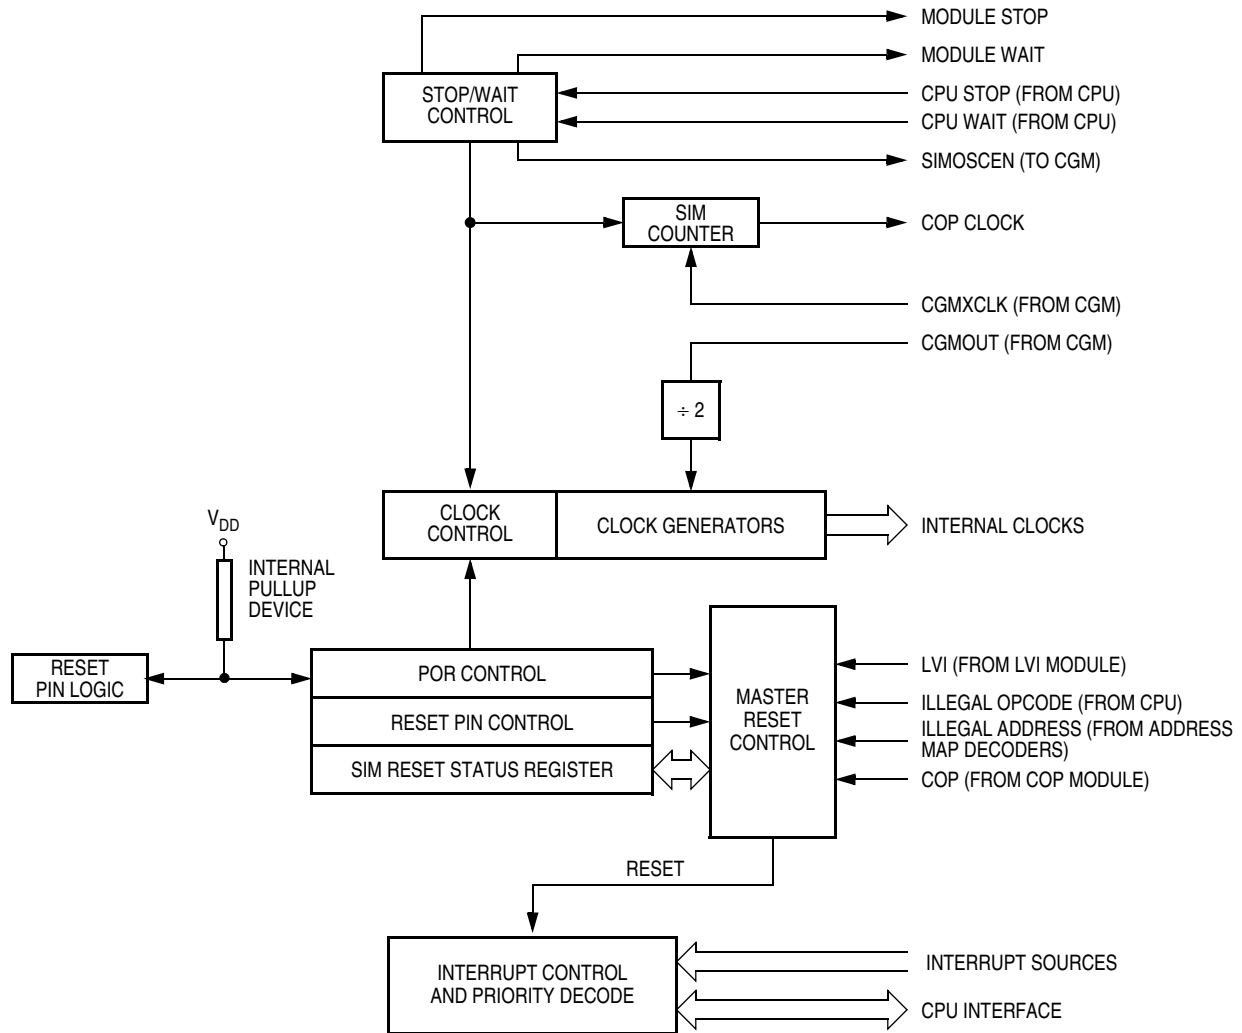 MODULE STOP
MODULE WAIT
STOP/WAIT
CONTROL
CPU STOP (FROM CPU)
CPU WAIT (FROM CPU)
SIMOSCEN (TO CGM)
SIM
COUNTER
COP CLOCK
CGMXCLK (FROM CGM)
CGMOUT (FROM CGM)
÷ 2
CLOCK
CONTROL
CLOCK GENERATORS
INTERNAL CLOCKS
VDD
INTERNAL
PULLUP
DEVICE
RESET
PIN LOGIC
POR CONTROL
RESET PIN CONTROL
SIM RESET STATUS REGISTER
MASTER
RESET
CONTROL
LVI (FROM LVI MODULE)
ILLEGAL OPCODE (FROM CPU)
ILLEGAL ADDRESS (FROM ADDRESS
MAP DECODERS)
COP (FROM COP MODULE)
RESET
INTERRUPT CONTROL
AND PRIORITY DECODE
INTERRUPT SOURCES
CPU INTERFACE